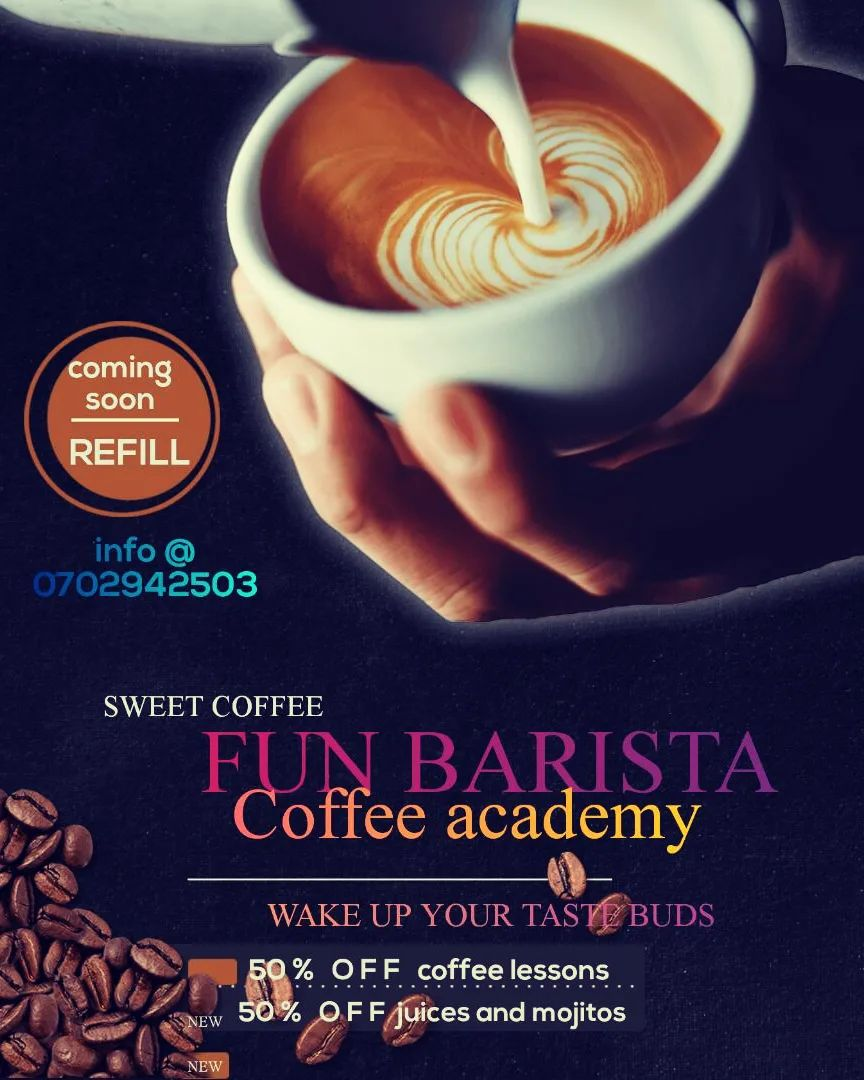 coming
soon
REFILL
info @
0702942503
SWEET COFFEE
FUN BARISTA
Coffee academy
WAKE UP YOUR TASTE BUDS
50% OFF coffee lessons
NEW 50% OFF juices and mojitos
NEW